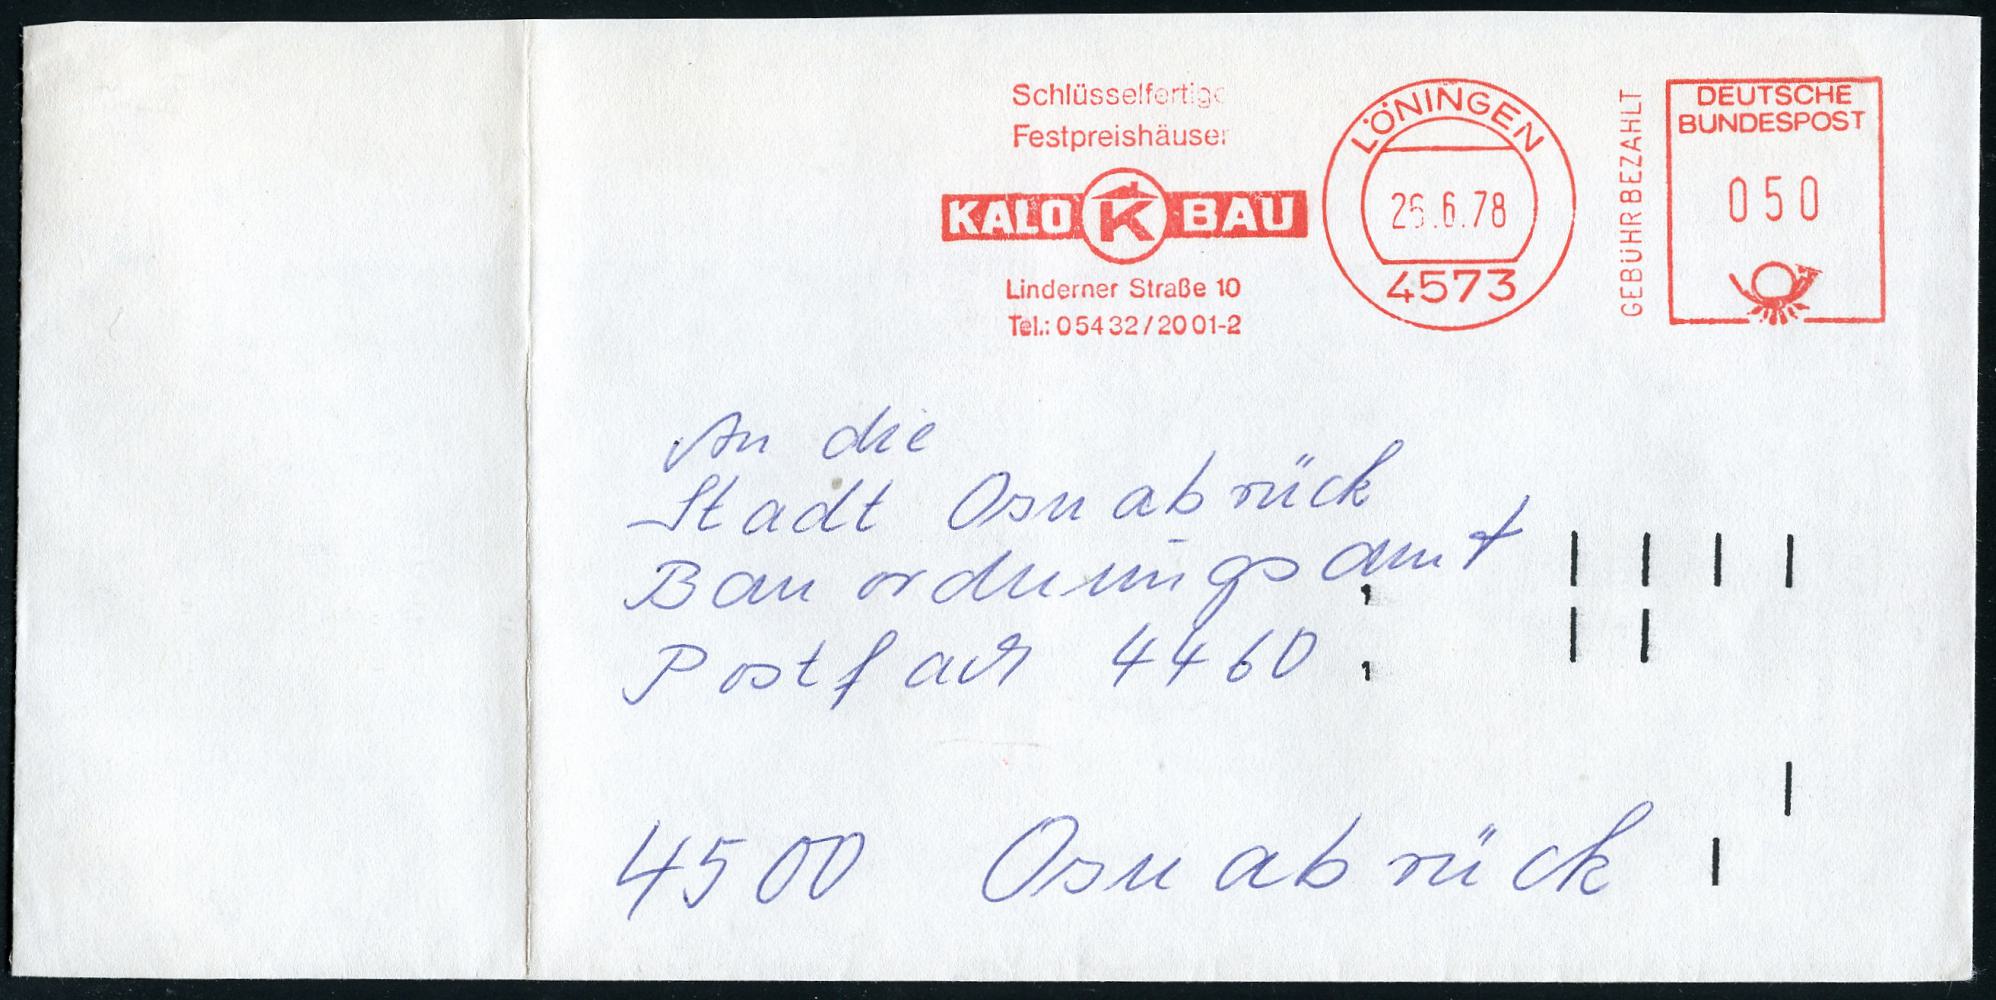 Schlüsselfertige
Festpreishäuser
KALO K BAU
Linderner Straße 10
Tel.: 05432/2001-2
LÖNINGEN
26.6.78
4573
GEBÜHR BEZAHLT
DEUTSCHE
BUNDESPOST
050
An die
Stadt Osnabrück
Bauordnungsamt
Postfach 4460
4500 Osnabrück